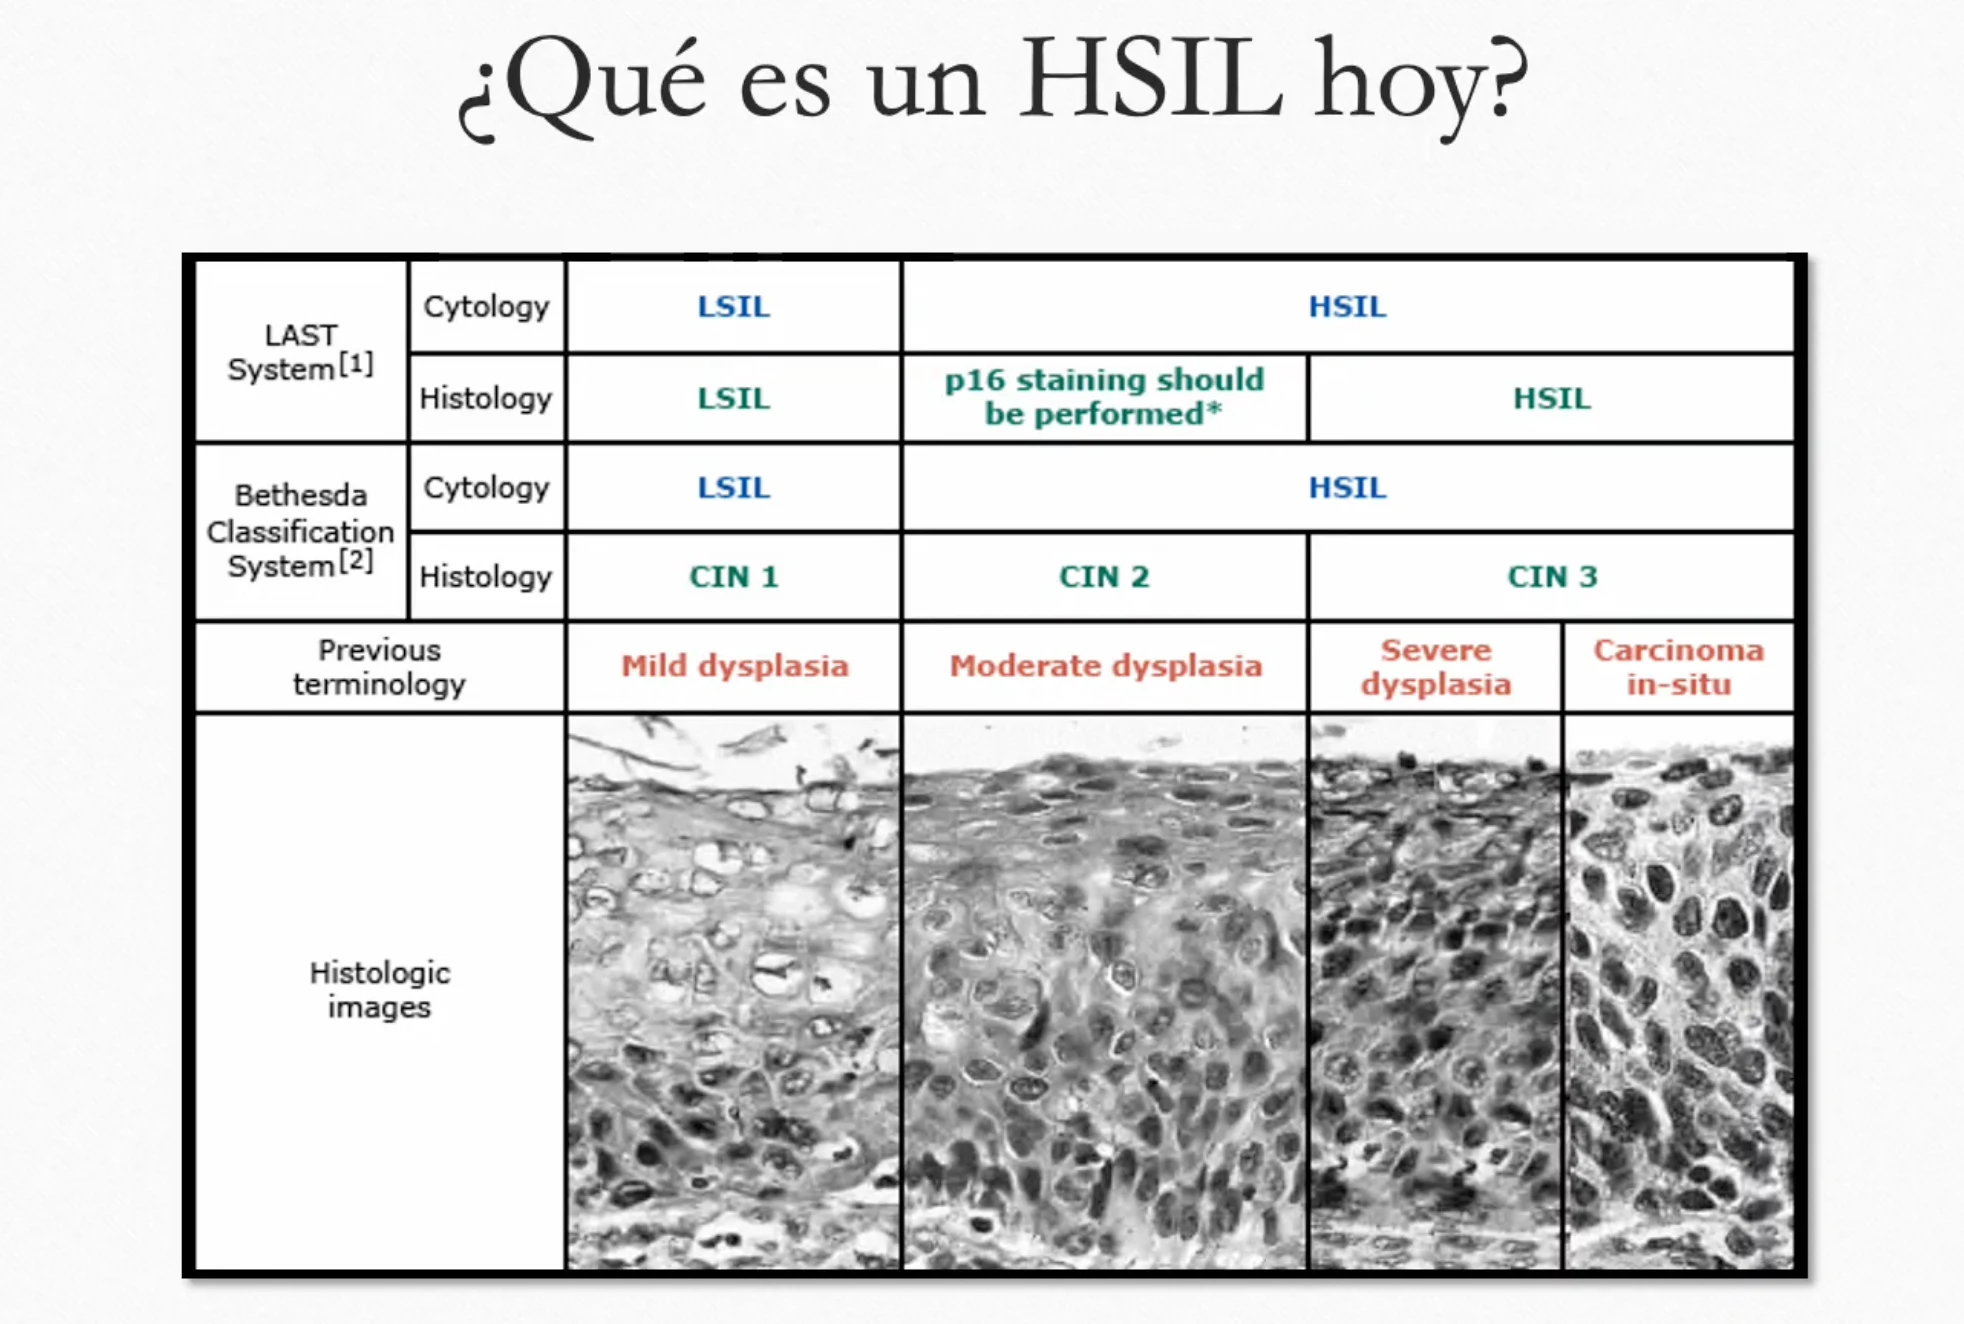 ¿Qué es un HSIL hoy?
LAST
System[1]
Cytology
LSIL
HSIL
Histology
LSIL
p16 staining should
be performed*
HSIL
Bethesda
Classification
System[2]
Cytology
LSIL
HSIL
Histology
CIN 1
CIN 2
CIN 3
Previous
terminology
Mild dysplasia
Moderate dysplasia
Severe
dysplasia
Carcinoma
in-situ
Histologic
images